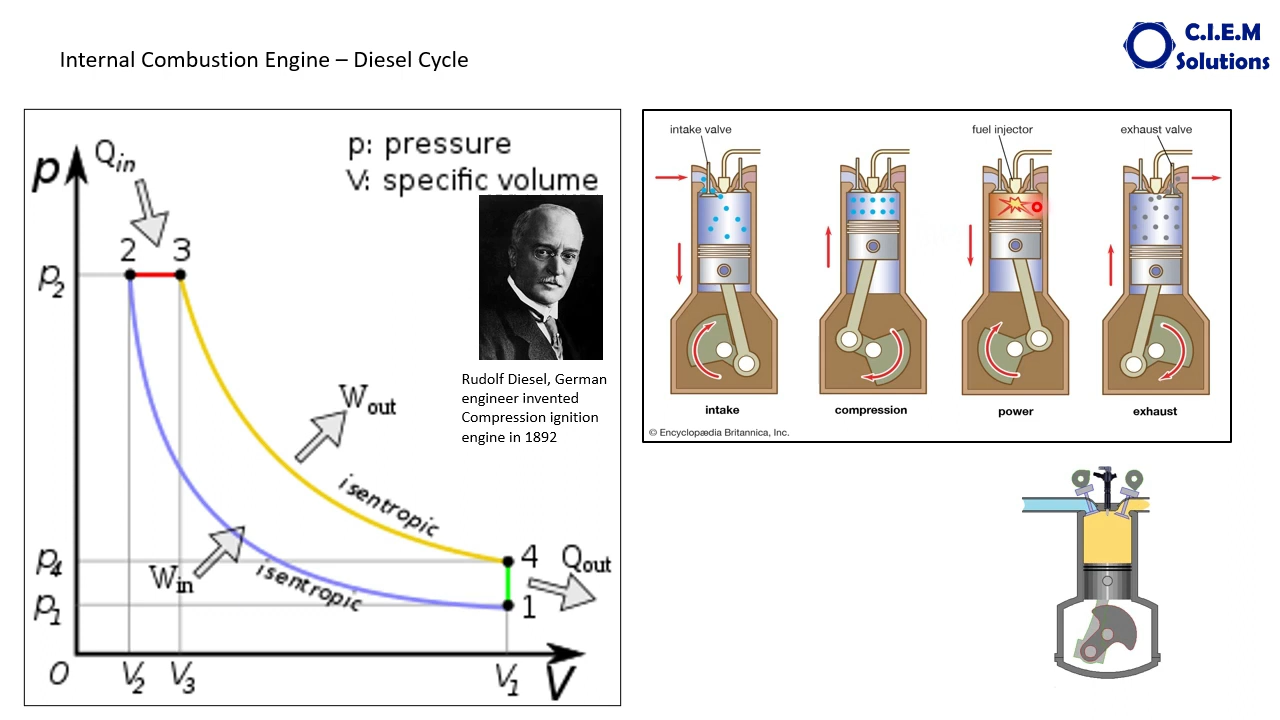 Internal Combustion Engine – Diesel Cycle
C.I.E.M
Solutions
p
Qin
p: pressure
V: specific volume
2
3
p2
Rudolf Diesel, German
engineer invented
Compression ignition
engine in 1892
Wout
isentropic
Win
isentropic
p4
4
Qout
p1
1
0
V2
V3
V1
V
intake valve
fuel injector
exhaust valve
intake
compression
power
exhaust
© Encyclopædia Britannica, Inc.